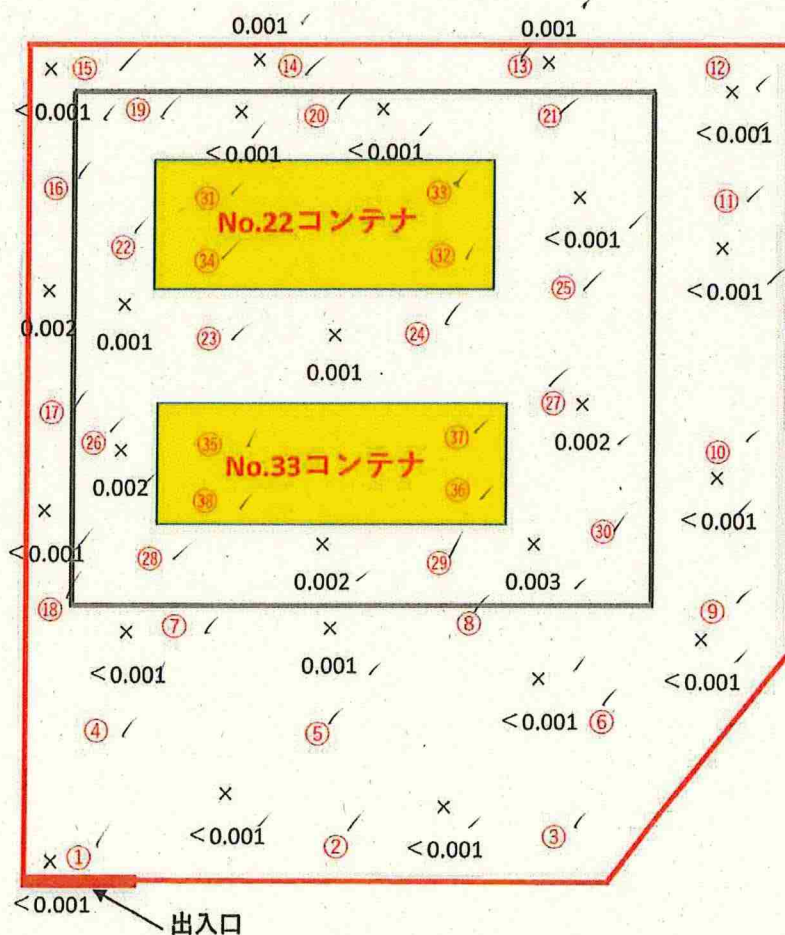 0.001 0.001
⑮ ⑭ ⑬ ⑫
<0.001 ⑲ ⑳ ㉑
<0.001 <0.001 <0.001
⑯ ㉛ ㉝ ⑪
No.22コンテナ
㉒ ㉞ ㉜ <0.001
㉕ <0.001
0.002 0.001 ㉓ ㉔
0.001
⑰ ㉗
㉖ ㉟ ㊲ 0.002 ⑩
No.33コンテナ
0.002 ㊳ ㊱
<0.001 <0.001
㉘ ㉙ ㉚
0.002 0.003
⑱ ⑦ ⑧ ⑨
<0.001 0.001 <0.001
<0.001
④ ⑤ ⑥
<0.001 <0.001
① ② ③
<0.001
出入口